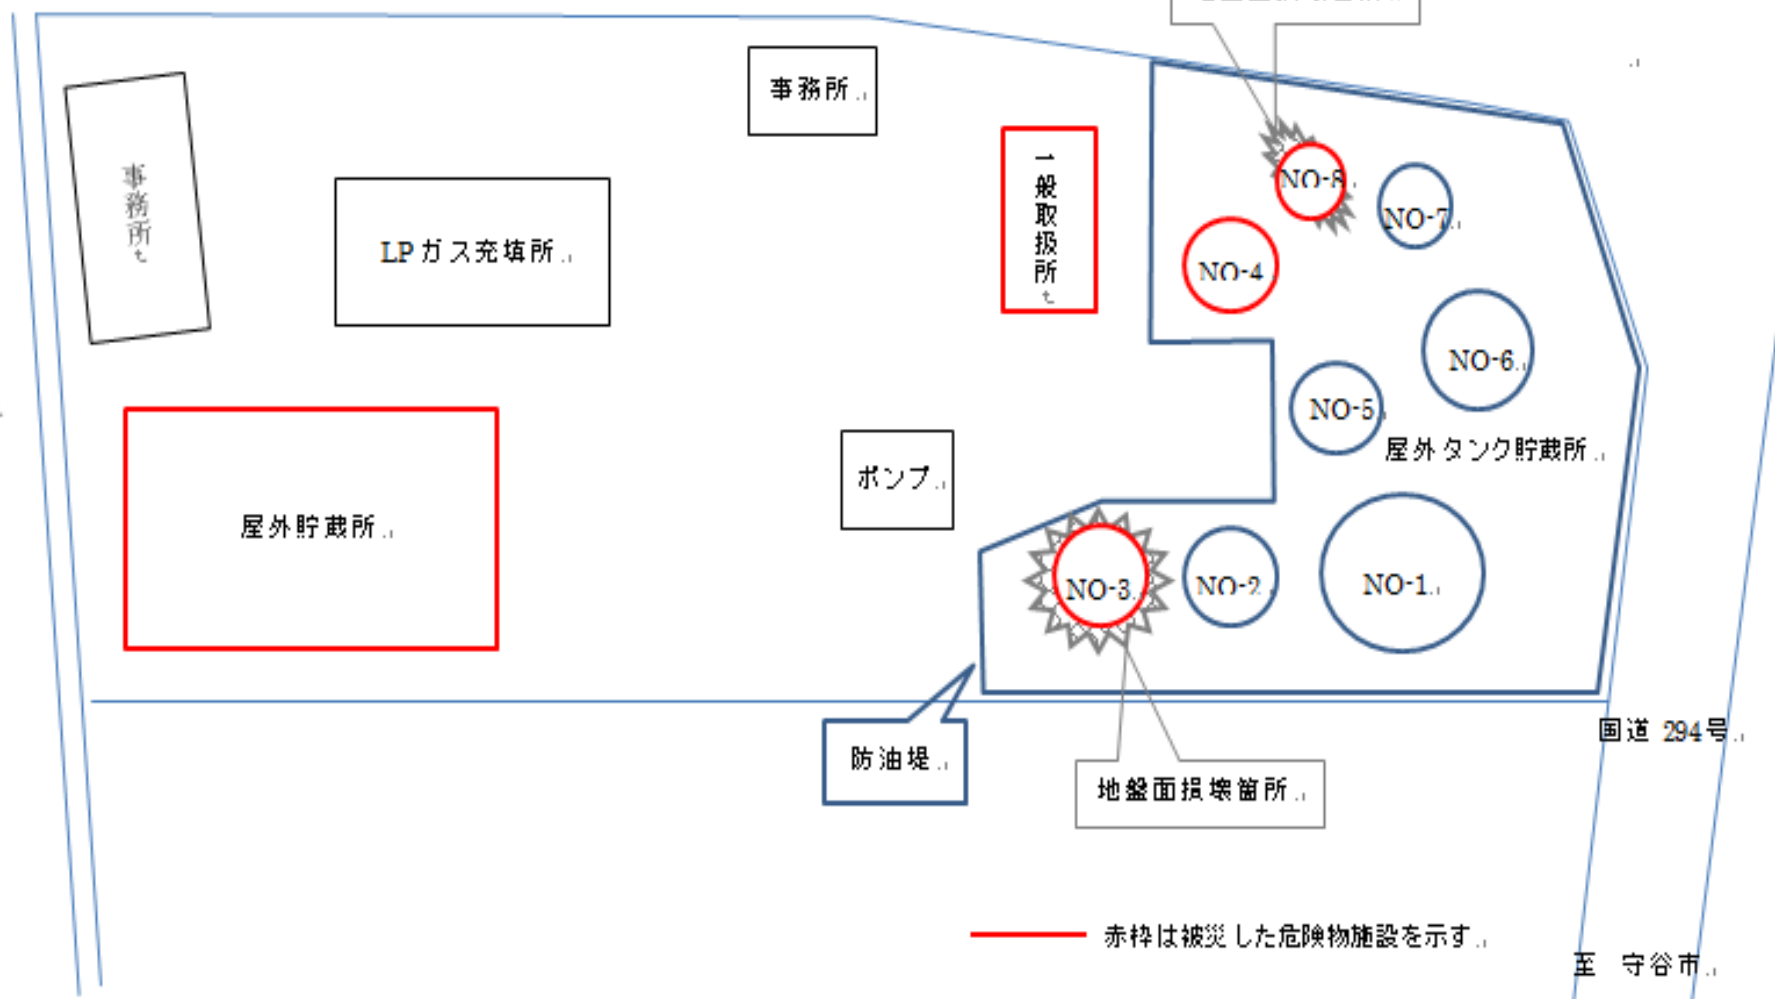 事務所
事務所
LPガス充填所
一般取扱所
NO-8
NO-7
NO-4
NO-6
NO-5
屋外タンク貯蔵所
ポンプ
屋外貯蔵所
NO-3
NO-2
NO-1
国道 294号
防油堤
地盤面損壊箇所
赤枠は被災した危険物施設を示す
至 守谷市